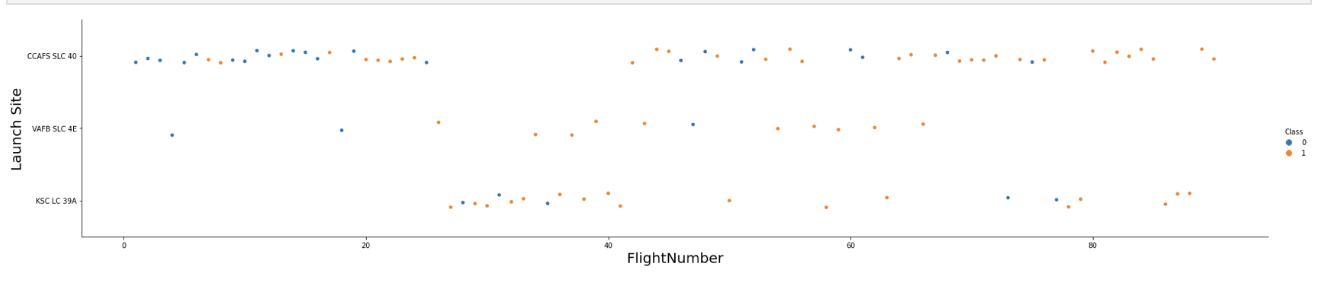 Launch Site
CCAFS SLC 40
VAFB SLC 4E
KSC LC 39A
0 20 40 60 80
FlightNumber
Class
0
1